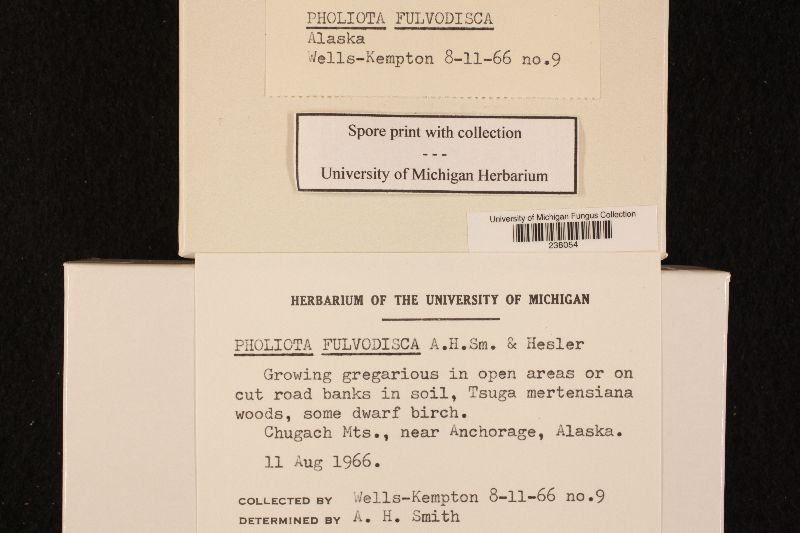 PHOLIOTA FULVODISCA
Alaska
Wells-Kempton 8-11-66 no.9
Spore print with collection
---
University of Michigan Herbarium
University of Michigan Fungus Collection
238054
HERBARIUM OF THE UNIVERSITY OF MICHIGAN
PHOLIOTA FULVODISCA A.H.Sm. & Hesler
Growing gregarious in open areas or on
cut road banks in soil, Tsuga mertensiana
woods, some dwarf birch.
Chugach Mts., near Anchorage, Alaska.
11 Aug 1966.
COLLECTED BY Wells-Kempton 8-11-66 no.9
DETERMINED BY A. H. Smith